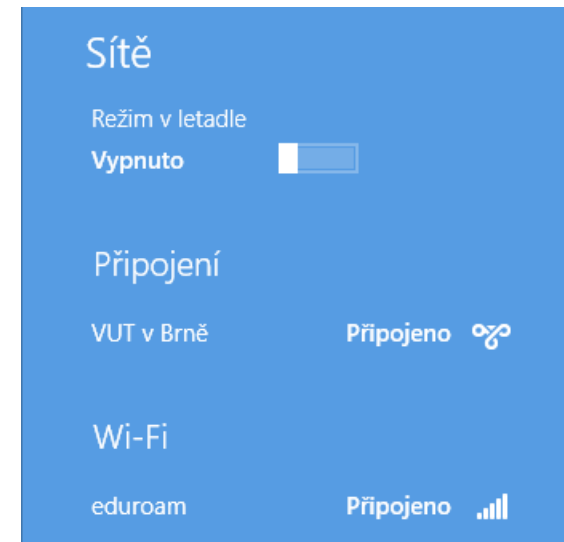 Sítě
Režim v letadle
Vypnuto
Připojení
VUT v Brně Připojeno
Wi-Fi
eduroam Připojeno